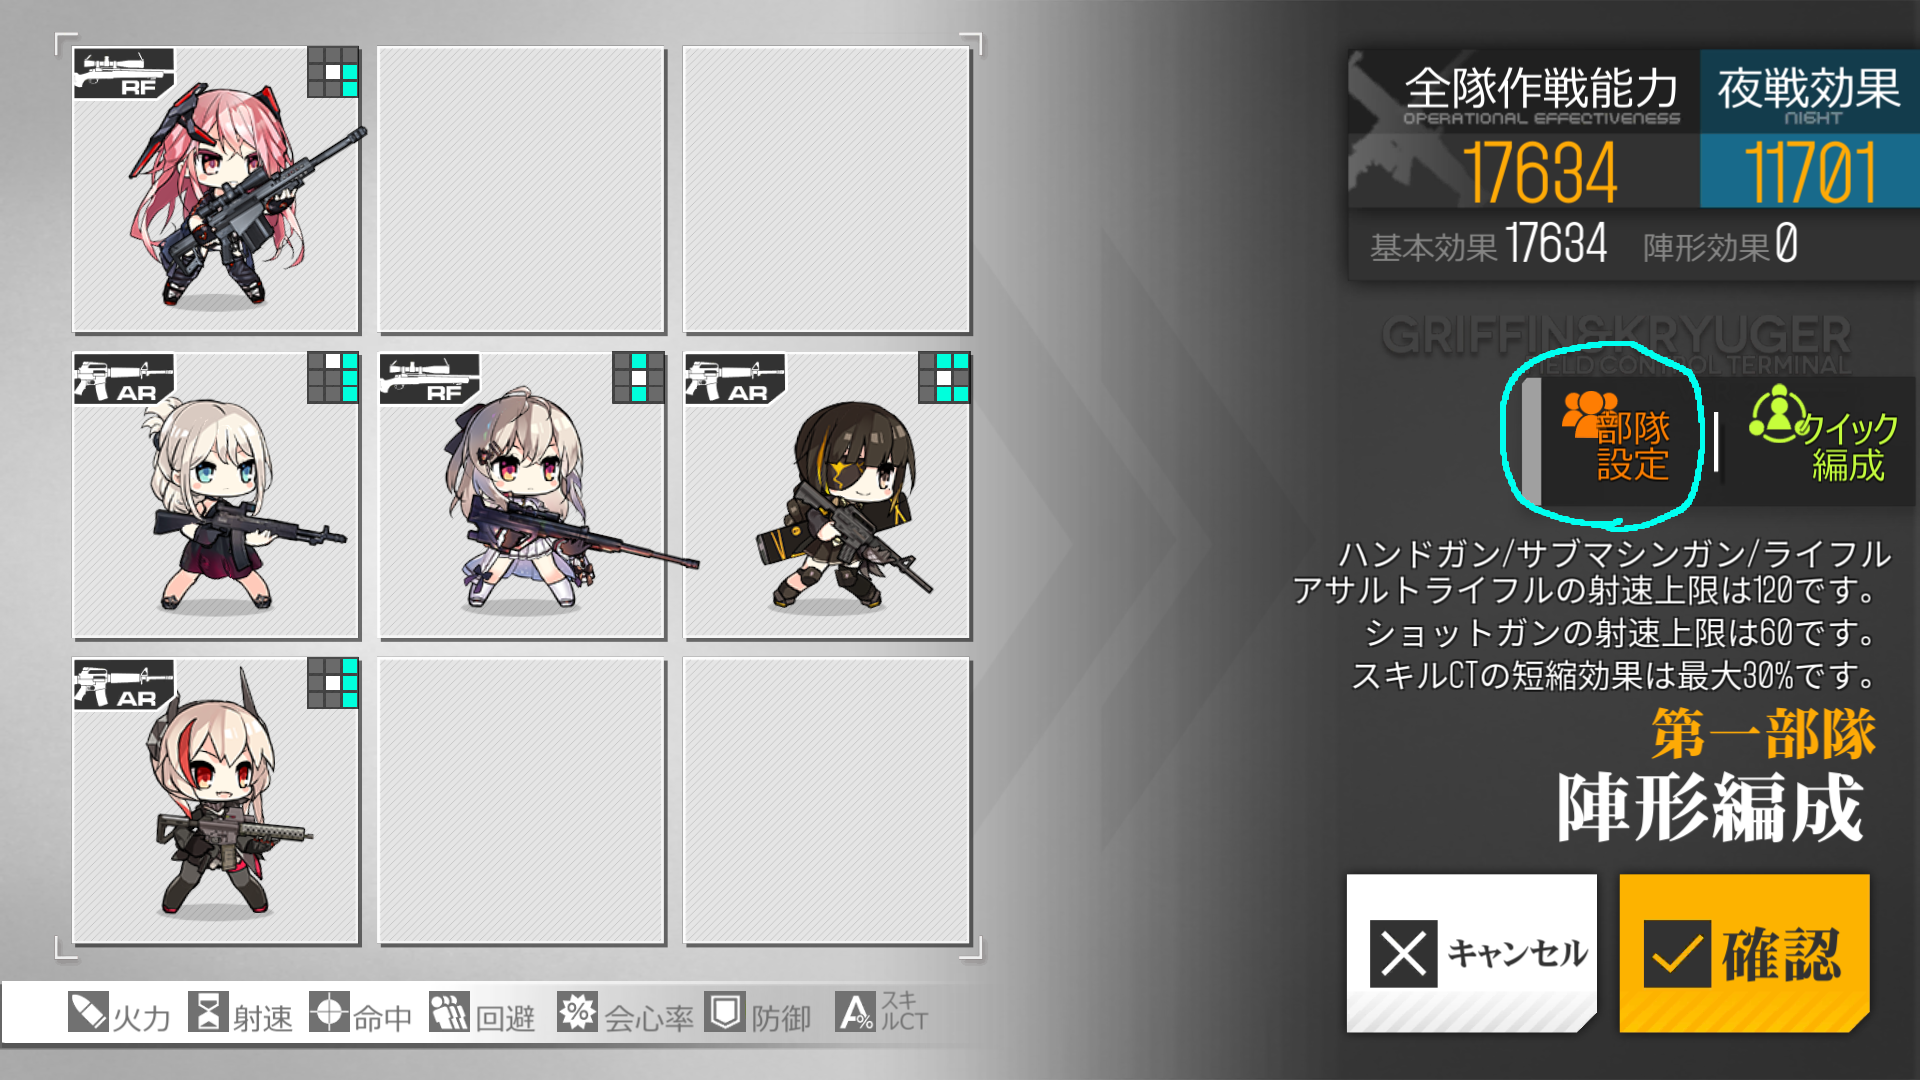 RF
AR
RF
AR
AR
全隊作戦能力
OPERATIONAL EFFECTIVENESS
17634
夜戦効果
NIGHT
11701
基本効果 17634
陣形効果 0
GRIFFIN&KRYUGER
FIELD CONTROL TERMINAL
部隊
設定
クイック
編成
ハンドガン/サブマシンガン/ライフル
アサルトライフルの射速上限は120です。
ショットガンの射速上限は60です。
スキルCTの短縮効果は最大30%です。
第一部隊
陣形編成
キャンセル
確認
火力
射速
命中
回避
会心率
防御
スキ
ルCT